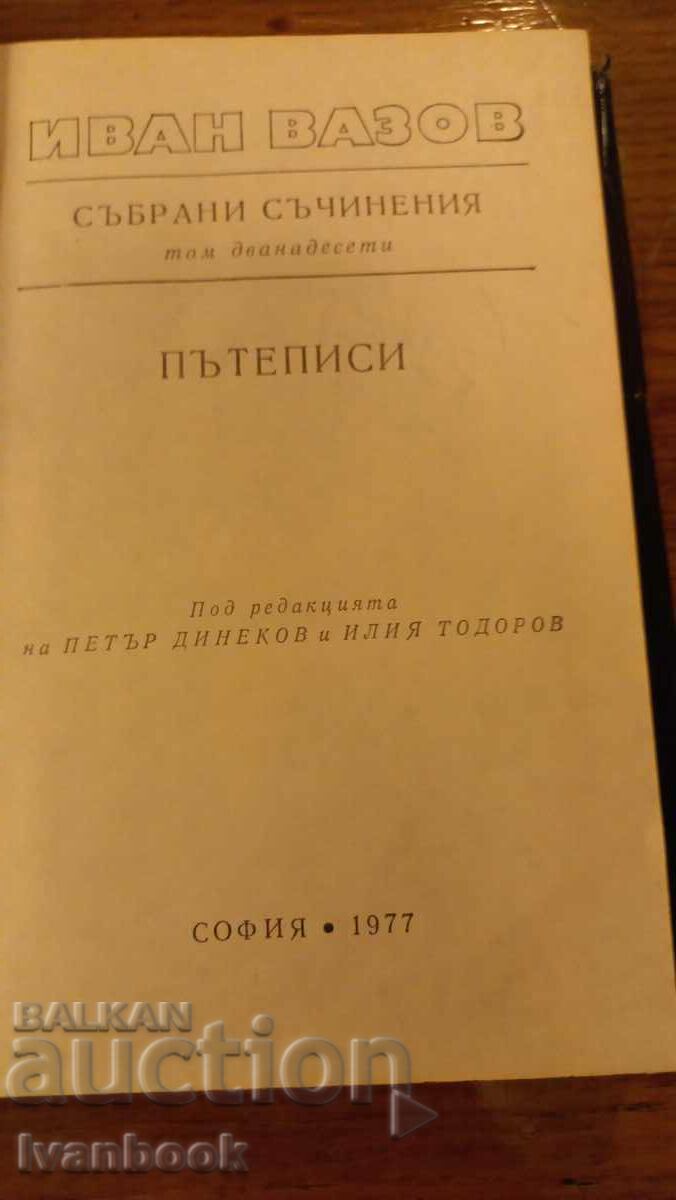 ИВАН ВАЗОВ
СЪБРАНИ СЪЧИНЕНИЯ
том дванадесети
ПЪТЕПИСИ
Под редакцията
на ПЕТЪР ДИНЕКОВ и ИЛИЯ ТОДОРОВ
СОФИЯ • 1977
BALKAN
auction
Ivanbook